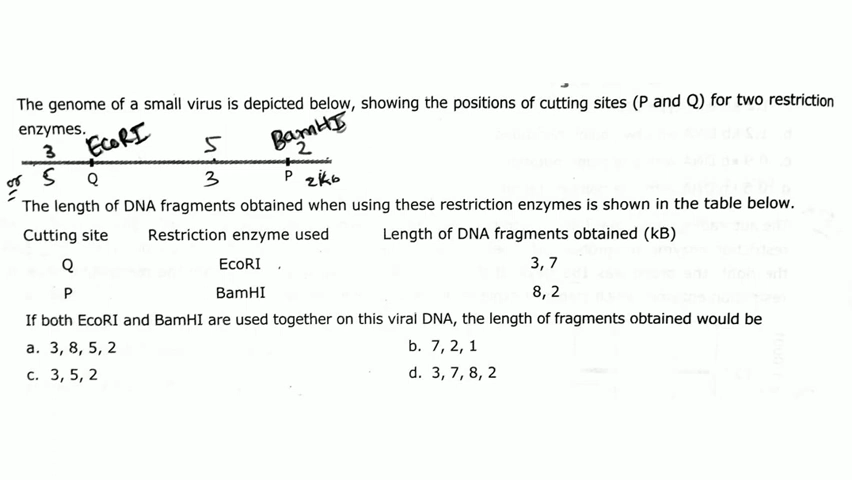 The genome of a small virus is depicted below, showing the positions of cutting sites (P and Q) for two restriction
enzymes.
3 EcoRI 5 BamHI 2
or 5 Q 3 P 2kb
The length of DNA fragments obtained when using these restriction enzymes is shown in the table below.
Cutting site Restriction enzyme used Length of DNA fragments obtained (kB)
Q EcoRI 3, 7
P BamHI 8, 2
If both EcoRI and BamHI are used together on this viral DNA, the length of fragments obtained would be
a. 3, 8, 5, 2 b. 7, 2, 1
c. 3, 5, 2 d. 3, 7, 8, 2